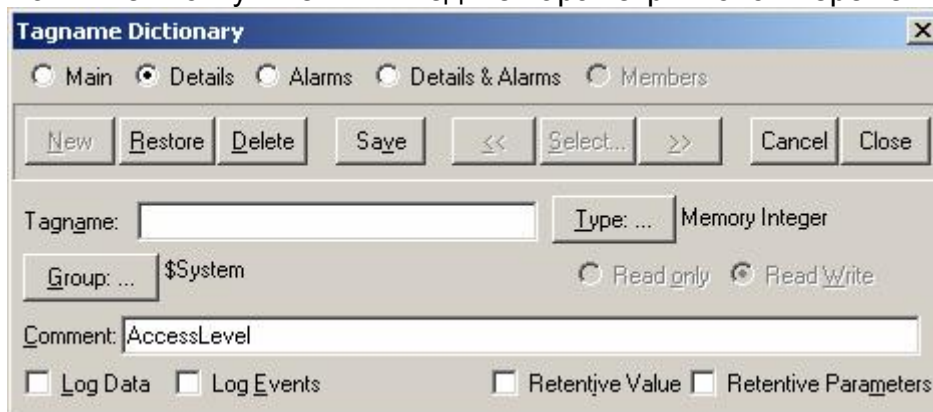 Tagname Dictionary
Main Details Alarms Details & Alarms Members
New Restore Delete Save << Select... >> Cancel Close
Tagname: Type: ... Memory Integer
Group: ... $System Read only Read Write
Comment: AccessLevel
Log Data Log Events Retentive Value Retentive Parameters